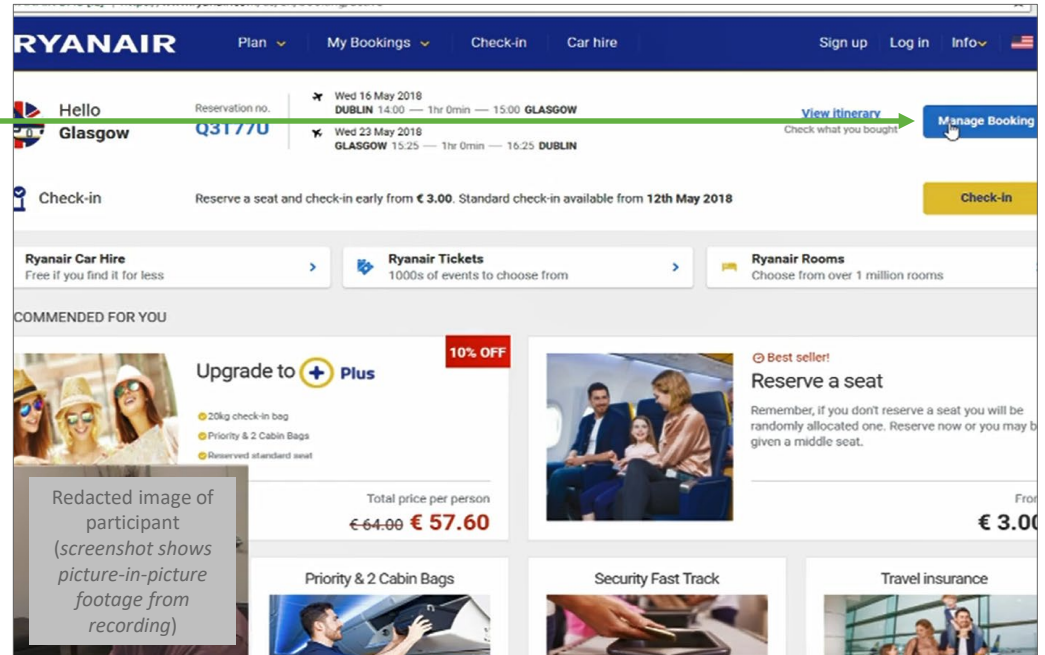 RYANAIR
Plan
My Bookings
Check-in
Car hire
Sign up
Log in
Info
Hello
Glasgow
Reservation no.
Q3177U
Wed 16 May 2018
DUBLIN 14:00 — 1hr 0min — 15:00 GLASGOW
Wed 23 May 2018
GLASGOW 15:25 — 1hr 0min — 16:25 DUBLIN
View itinerary
Check what you bought
Manage Booking
Check-in
Reserve a seat and check-in early from € 3.00. Standard check-in available from 12th May 2018
Check-in
Ryanair Car Hire
Free if you find it for less
Ryanair Tickets
1000s of events to choose from
Ryanair Rooms
Choose from over 1 million rooms
COMMENDED FOR YOU
Upgrade to + Plus
10% OFF
20kg check-in bag
Priority & 2 Cabin Bags
Reserved standard seat
Total price per person
€ 64.00 € 57.60
Best seller!
Reserve a seat
Remember, if you don't reserve a seat you will be
randomly allocated one. Reserve now or you may b
given a middle seat.
Fro
€ 3.00
Redacted image of
participant
(screenshot shows
picture-in-picture
footage from
recording)
Priority & 2 Cabin Bags
Security Fast Track
Travel insurance